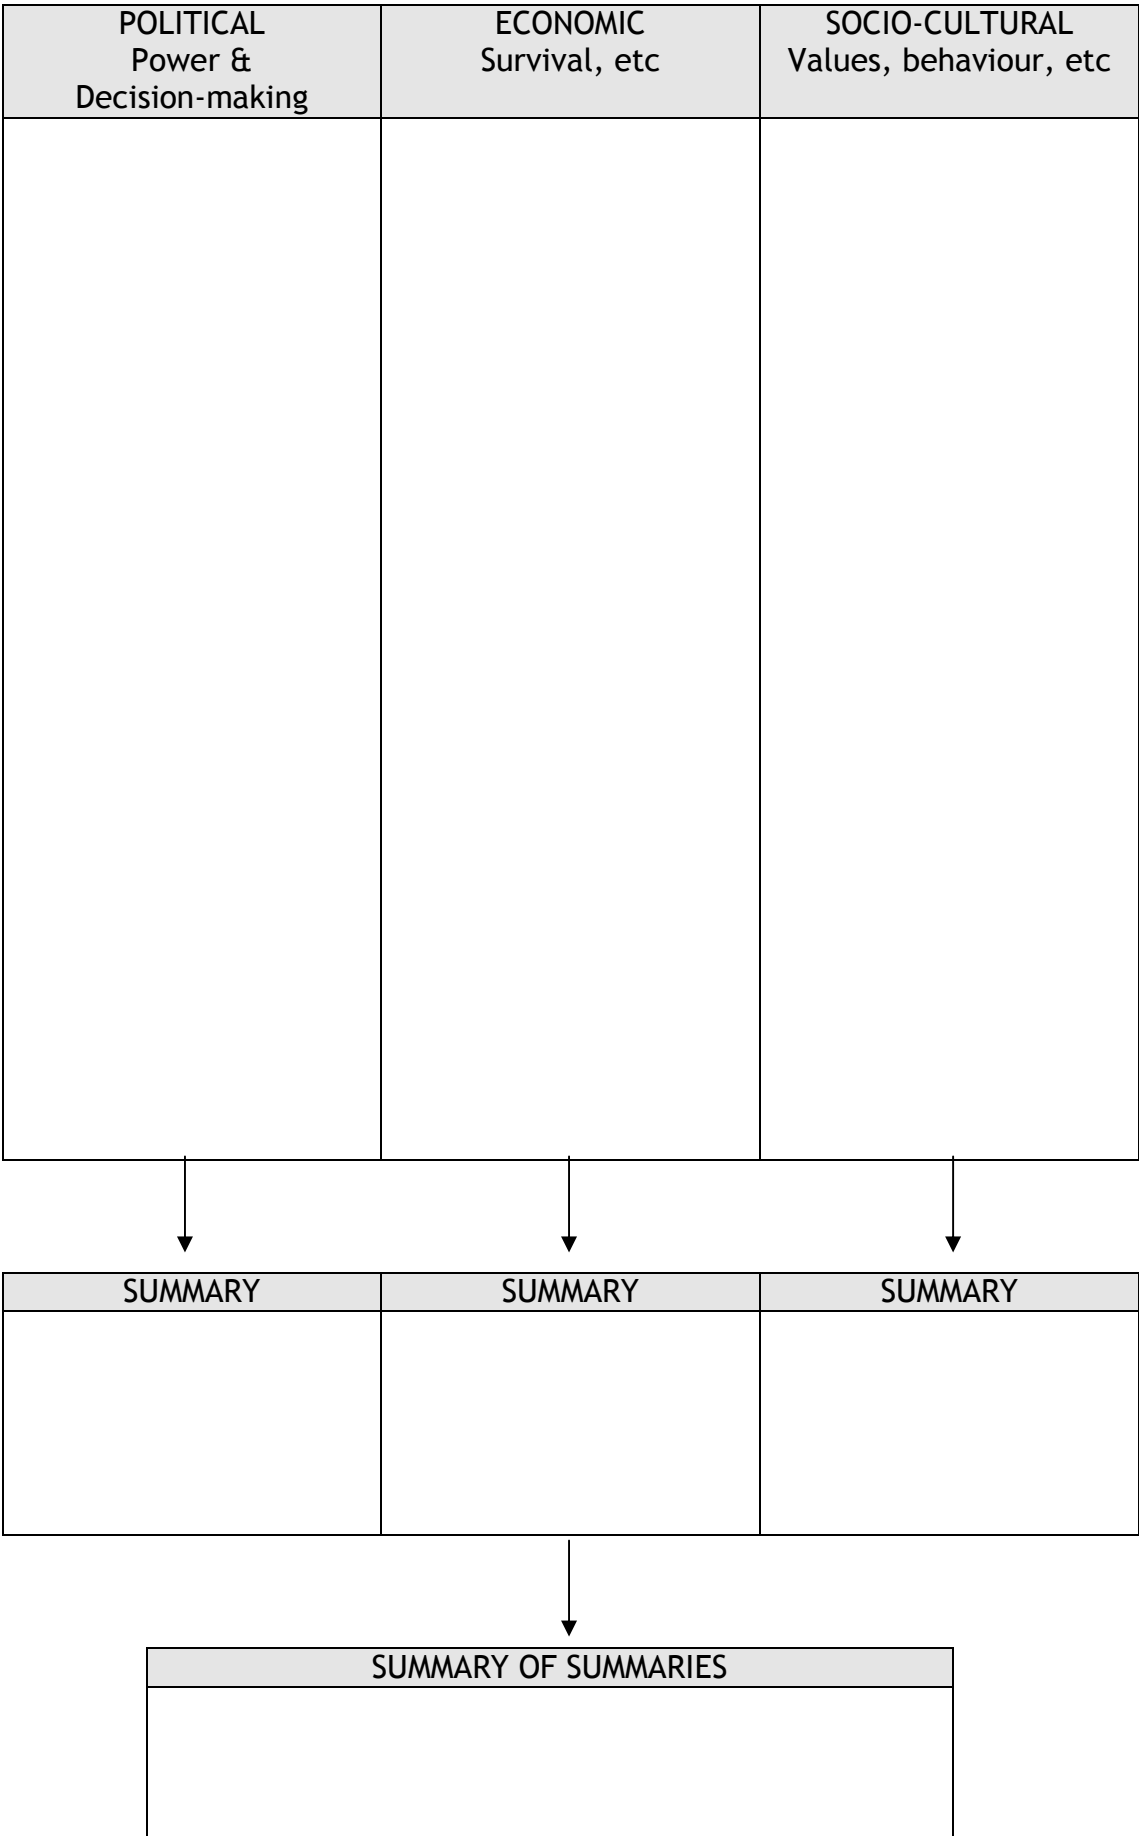 POLITICAL
Power &
Decision-making
ECONOMIC
Survival, etc
SOCIO-CULTURAL
Values, behaviour, etc
SUMMARY
SUMMARY
SUMMARY
SUMMARY OF SUMMARIES